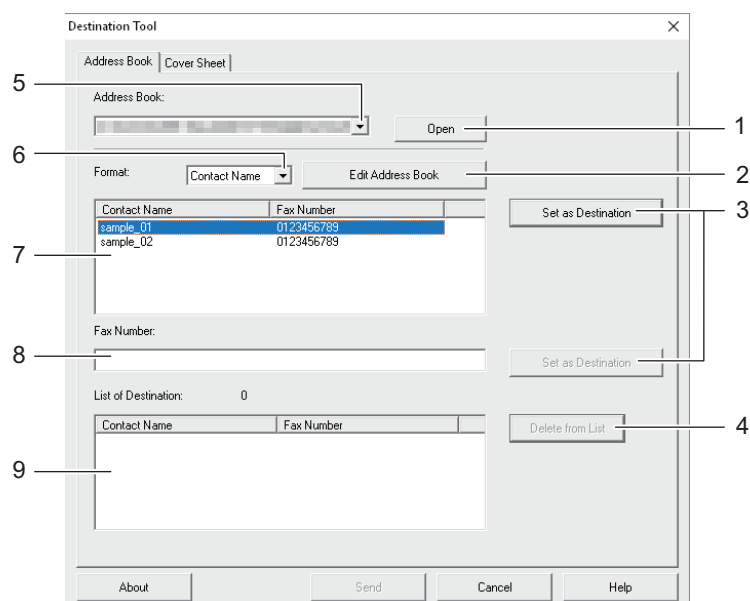 Destination Tool
Address Book
Cover Sheet
5
Address Book:
Open
1
6
Format:
Contact Name
Edit Address Book
2
Contact Name Fax Number
Set as Destination
3
sample_01 0123456789
sample_02 0123456789
7
Fax Number:
8
Set as Destination
List of Destination: 0
Contact Name Fax Number
Delete from List
4
9
About Send Cancel Help